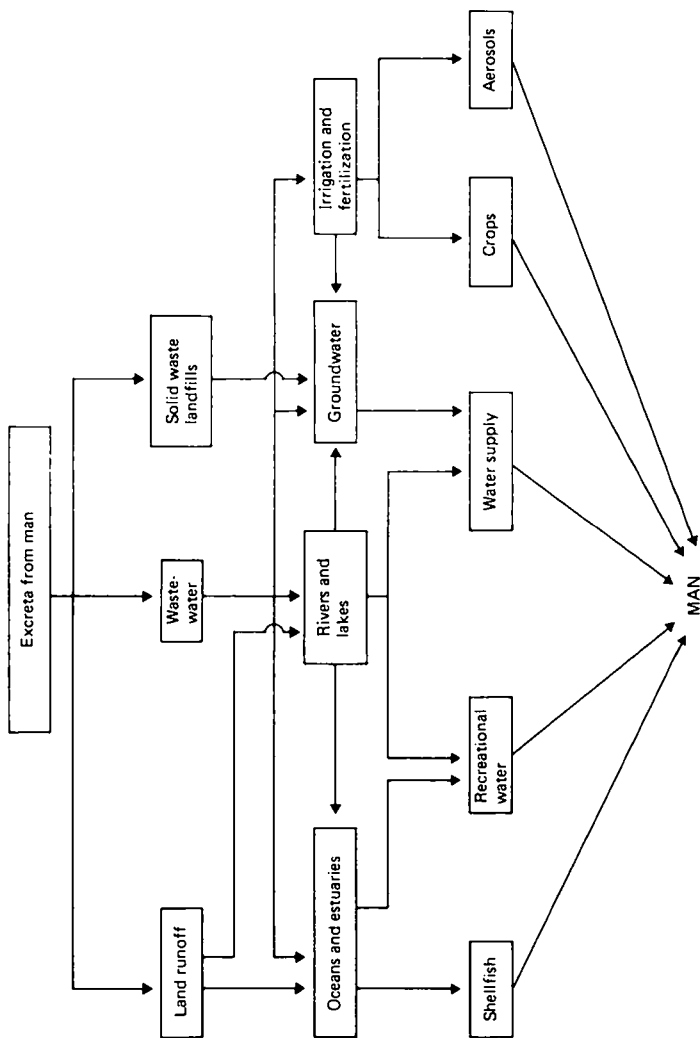 Excreta from man
Land runoff
Waste-
water
Solid waste
landfills
Oceans and estuaries
Rivers and
lakes
Groundwater
Irrigation and
fertilization
Shellfish
Recreational
water
Water supply
Crops
Aerosols
MAN